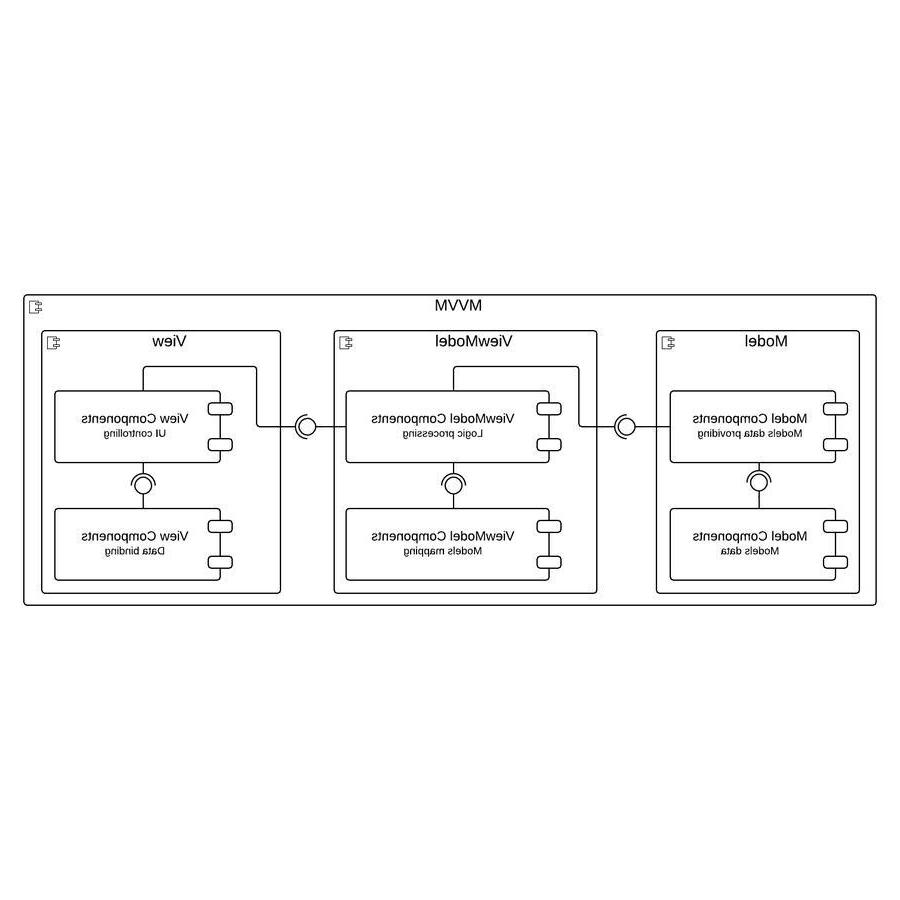 MVVM
View
View Components
UI controlling
View Components
Data binding
ViewModel
ViewModel Components
Logic processing
ViewModel Components
Models mapping
Model
Model Components
Models data providing
Model Components
Models data